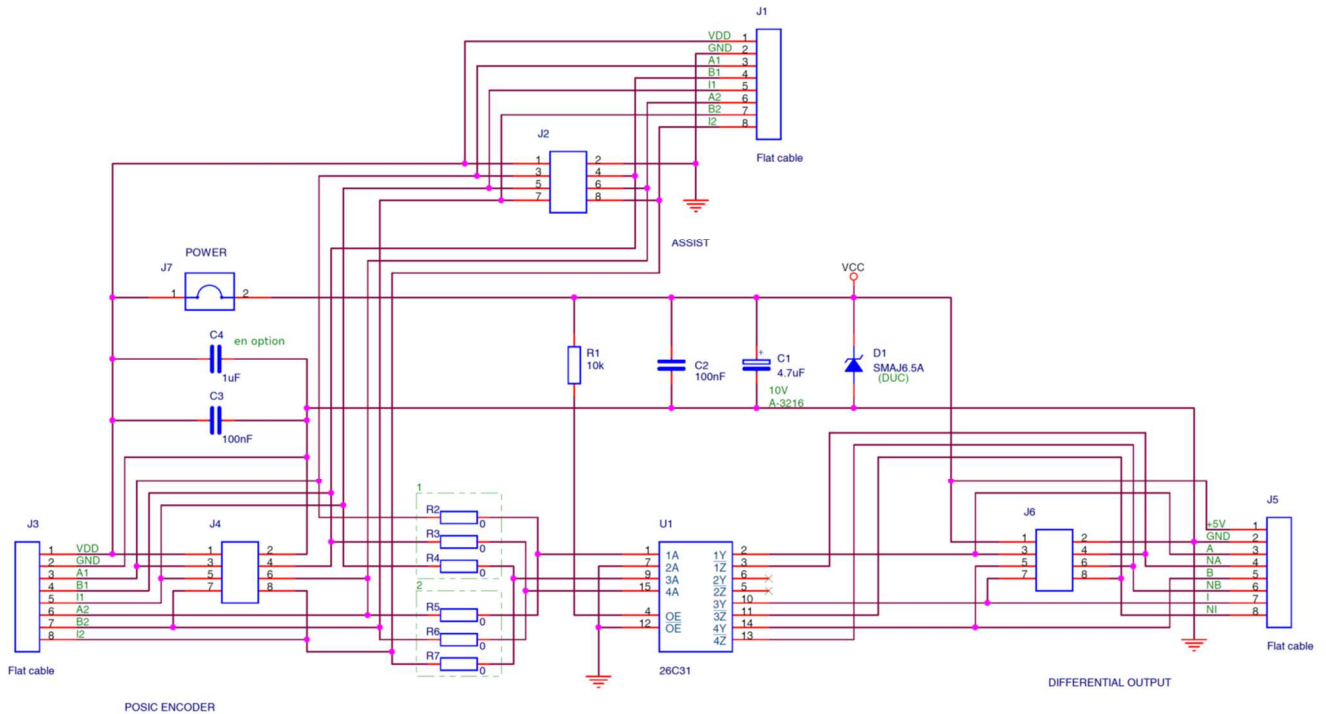 J1
VDD 1
GND 2
A1 3
B1 4
I1 5
A2 6
B2 7
I2 8
Flat cable
J2
1 2
3 4
5 6
7 8
ASSIST
POWER
J7
1 2
VCC
C4
en option
1uF
C3
100nF
R1
10k
C2
100nF
+
C1
4.7uF
10V
A-3216
D1
SMAJ6.5A
(DUC)
J3
VDD
1
GND
2
A1
3
B1
4
I1
5
A2
6
B2
7
I2
8
Flat cable
POSIC ENCODER
J4
1 2
3 4
5 6
7 8
1
R2
0
R3
0
R4
0
2
R5
0
R6
0
R7
0
U1
1 1A 1Y 2
7 2A 1Z 3
9 3A 2Y 6
15 4A 2Z 5
3Y 10
4 OE 3Z 11
12 OE 4Y 14
4Z 13
26C31
J6
1 2
3 4
5 6
7 8
J5
+5V 1
GND 2
A 3
NA 4
B 5
NB 6
I 7
NI 8
Flat cable
DIFFERENTIAL OUTPUT